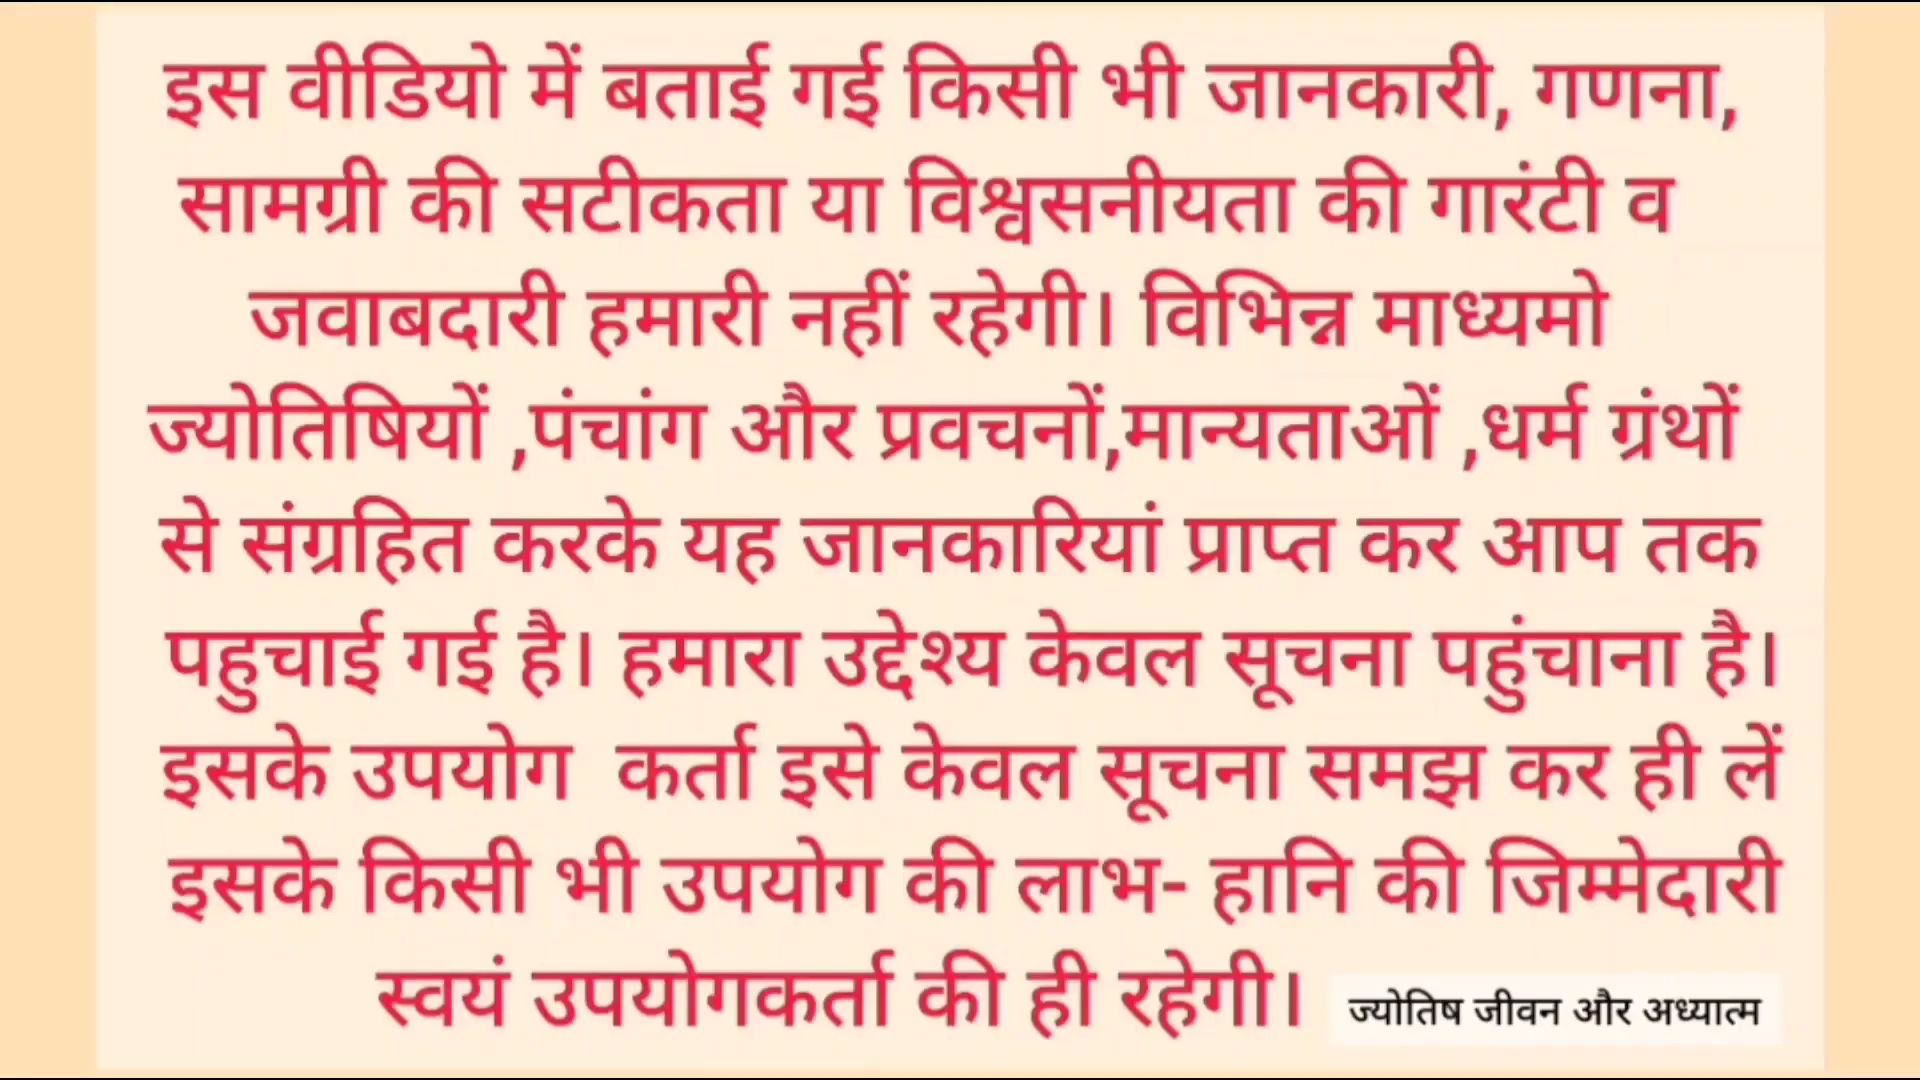 इस वीडियो में बताई गई किसी भी जानकारी, गणना,
सामग्री की सटीकता या विश्वसनीयता की गारंटी व
जवाबदारी हमारी नहीं रहेगी। विभिन्न माध्यमो
ज्योतिषियों ,पंचांग और प्रवचनों,मान्यताओं ,धर्म ग्रंथों
से संग्रहित करके यह जानकारियां प्राप्त कर आप तक
पहुचाई गई है। हमारा उद्देश्य केवल सूचना पहुंचाना है।
इसके उपयोग  कर्ता इसे केवल सूचना समझ कर ही लें
इसके किसी भी उपयोग की लाभ- हानि की जिम्मेदारी
स्वयं उपयोगकर्ता की ही रहेगी।
ज्योतिष जीवन और अध्यात्म